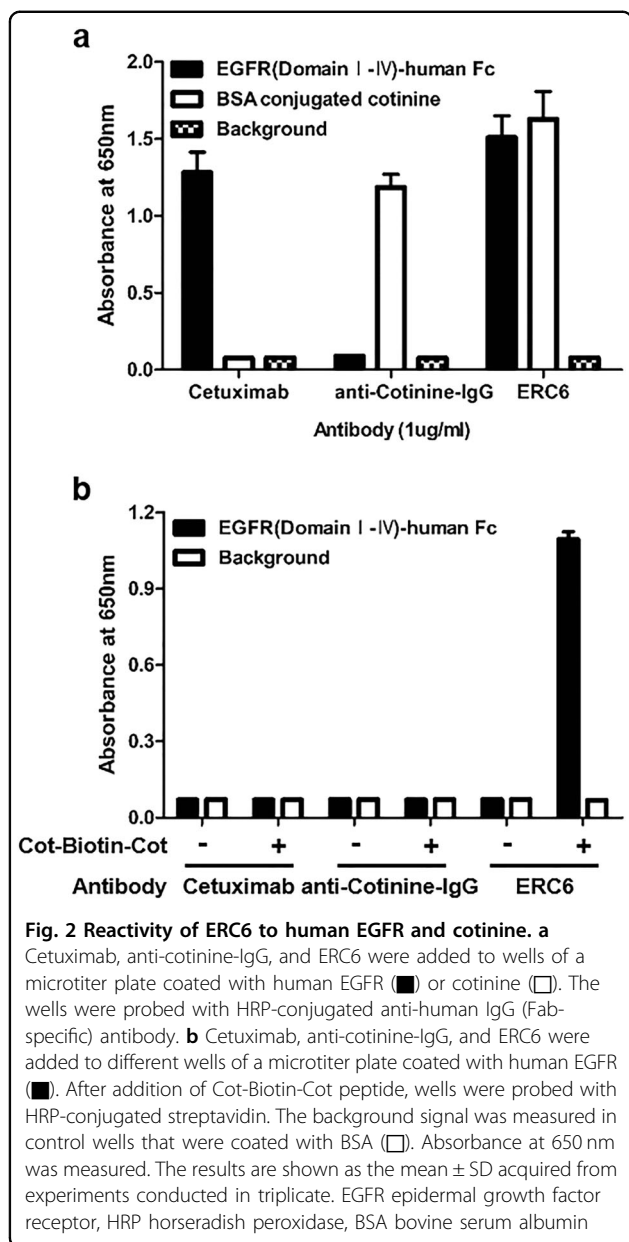 a
EGFR(Domain Ⅰ-Ⅳ)-human Fc
BSA conjugated cotinine
Background
Absorbance at 650nm
2.0
1.5
1.0
0.5
0.0
Cetuximab anti-Cotinine-IgG ERC6
Antibody (1ug/ml)
b
EGFR(Domain Ⅰ-Ⅳ)-human Fc
Background
Absorbance at 650nm
1.2
0.9
0.6
0.3
0.0
Cot-Biotin-Cot - + - + - +
Antibody Cetuximab anti-Cotinine-IgG ERC6
Fig. 2 Reactivity of ERC6 to human EGFR and cotinine. a
Cetuximab, anti-cotinine-IgG, and ERC6 were added to wells of a
microtiter plate coated with human EGFR (■) or cotinine (□). The
wells were probed with HRP-conjugated anti-human IgG (Fab-
specific) antibody. b Cetuximab, anti-cotinine-IgG, and ERC6 were
added to different wells of a microtiter plate coated with human EGFR
(■). After addition of Cot-Biotin-Cot peptide, wells were probed with
HRP-conjugated streptavidin. The background signal was measured in
control wells that were coated with BSA (□). Absorbance at 650 nm
was measured. The results are shown as the mean ± SD acquired from
experiments conducted in triplicate. EGFR epidermal growth factor
receptor, HRP horseradish peroxidase, BSA bovine serum albumin